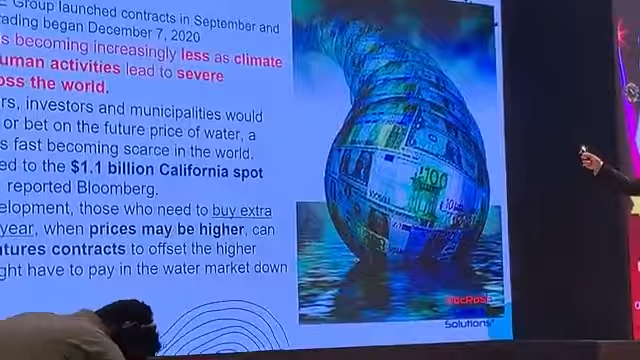 Group launched contracts in September and
rading began December 7, 2020
s becoming increasingly less as climate
uman activities lead to severe
oss the world.
rs, investors and municipalities would
or bet on the future price of water, a
s fast becoming scarce in the world.
ed to the $1.1 billion California spot
reported Bloomberg.
elopment, those who need to buy extra
year, when prices may be higher, can
utures contracts to offset the higher
ght have to pay in the water market down
100
Solutions